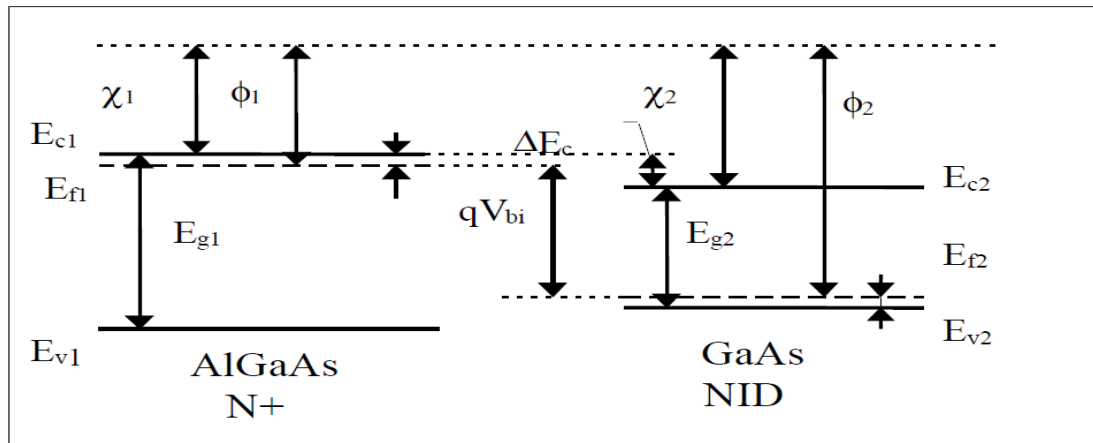 χ1
ϕ1
χ2
ϕ2
Ec1
ΔEc
Ef1
Ec2
qVbi
Eg1
Eg2
Ef2
Ev1
Ev2
AlGaAs
N+
GaAs
NID